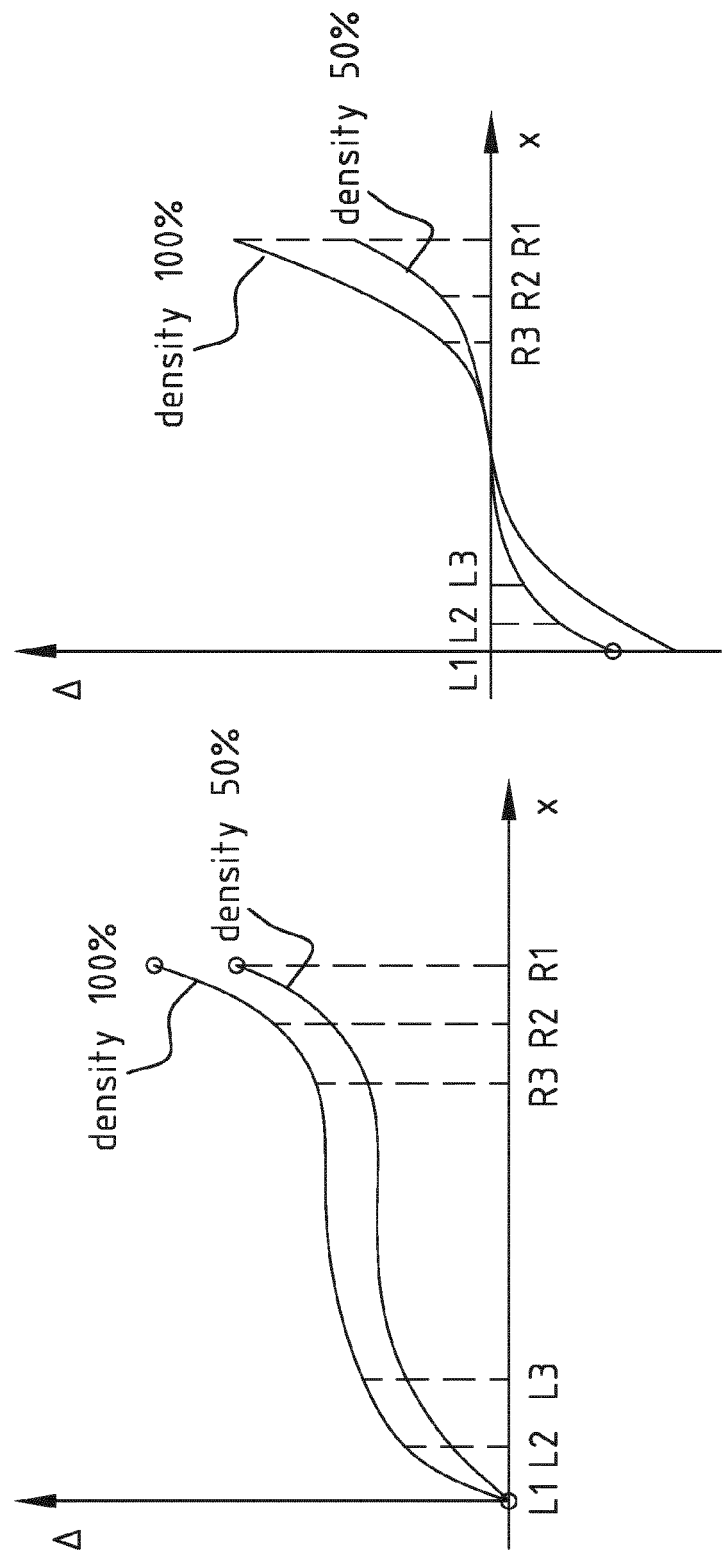 Δ
density 100%
density 50%
L1 L2 L3 R3 R2 R1 x
Δ
density 100%
density 50%
L1 L2 L3
R3 R2 R1 x